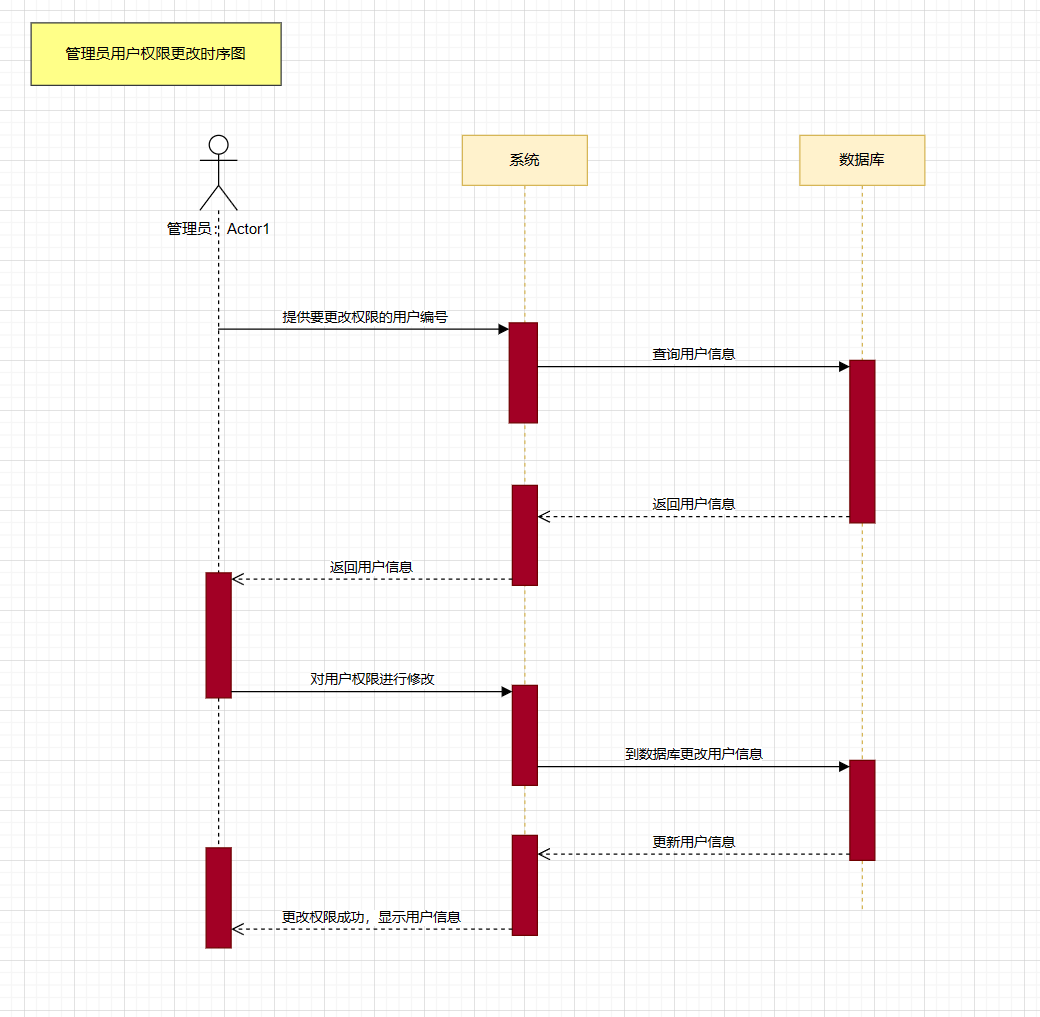 管理员用户权限更改时序图
系统
数据库
管理员：Actor1
提供要更改权限的用户编号
查询用户信息
返回用户信息
返回用户信息
对用户权限进行修改
到数据库更改用户信息
更新用户信息
更改权限成功，显示用户信息